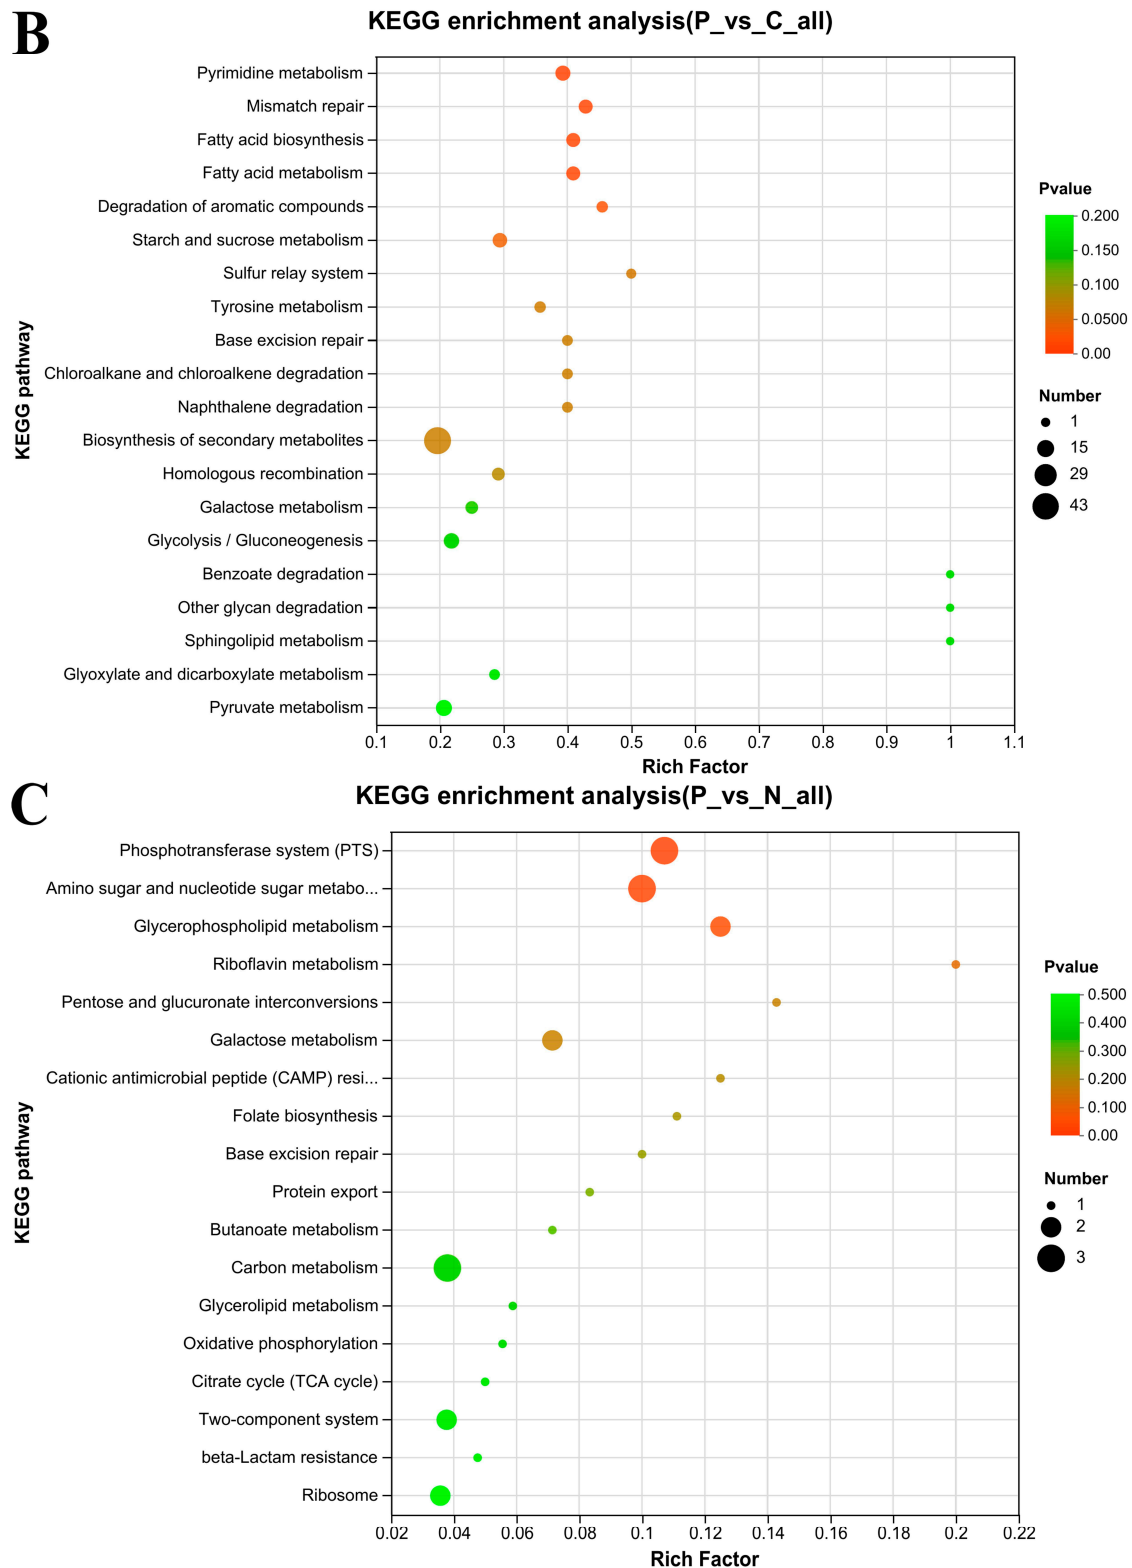 B
KEGG enrichment analysis(P_vs_C_all)
KEGG pathway
Pyrimidine metabolism
Mismatch repair
Fatty acid biosynthesis
Fatty acid metabolism
Degradation of aromatic compounds
Starch and sucrose metabolism
Sulfur relay system
Tyrosine metabolism
Base excision repair
Chloroalkane and chloroalkene degradation
Naphthalene degradation
Biosynthesis of secondary metabolites
Homologous recombination
Galactose metabolism
Glycolysis / Gluconeogenesis
Benzoate degradation
Other glycan degradation
Sphingolipid metabolism
Glyoxylate and dicarboxylate metabolism
Pyruvate metabolism
0.1 0.2 0.3 0.4 0.5 0.6 0.7 0.8 0.9 1 1.1
Rich Factor
Pvalue
0.200
0.150
0.100
0.0500
0.00
Number
1
15
29
43
C
KEGG enrichment analysis(P_vs_N_all)
KEGG pathway
Phosphotransferase system (PTS)
Amino sugar and nucleotide sugar metabo...
Glycerophospholipid metabolism
Riboflavin metabolism
Pentose and glucuronate interconversions
Galactose metabolism
Cationic antimicrobial peptide (CAMP) resi...
Folate biosynthesis
Base excision repair
Protein export
Butanoate metabolism
Carbon metabolism
Glycerolipid metabolism
Oxidative phosphorylation
Citrate cycle (TCA cycle)
Two-component system
beta-Lactam resistance
Ribosome
0.02 0.04 0.06 0.08 0.1 0.12 0.14 0.16 0.18 0.2 0.22
Rich Factor
Pvalue
0.500
0.400
0.300
0.200
0.100
0.00
Number
1
2
3